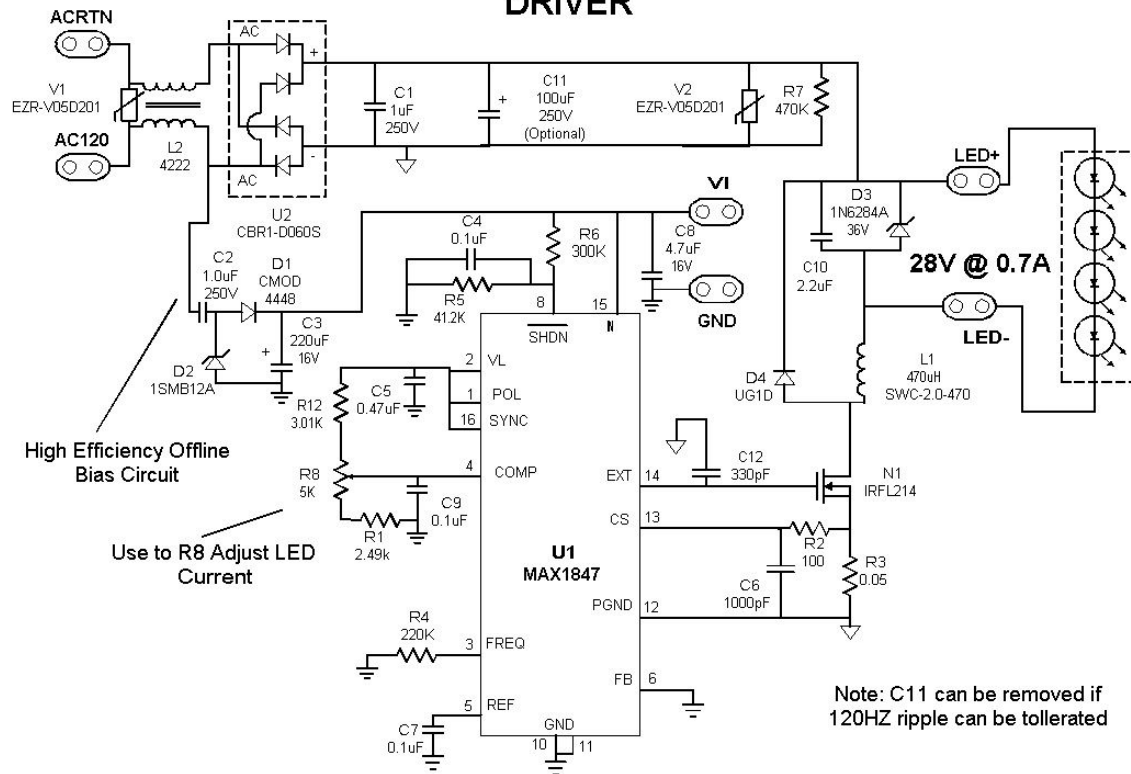 DRIVER
ACRTN
V1
EZR-V05D201
AC120
L2
4222
AC
AC
+
-
U2
CBR1-D060S
C1
1uF
250V
+
C11
100uF
250V
(Optional)
V2
EZR-V05D201
R7
470K
LED+
D3
1N6284A
36V
C10
2.2uF
28V @ 0.7A
LED-
D4
UG1D
L1
470uH
SWC-2.0-470
VI
C8
4.7uF
16V
GND
C4
0.1uF
R6
300K
R5
41.2K
C2
1.0uF
250V
D1
CMOD
4448
C3
220uF
16V
+
D2
1SMB12A
High Efficiency Offline
Bias Circuit
8
15
SHDN
IN
2
VL
1
POL
16
SYNC
C5
0.47uF
R12
3.01K
R8
5K
4
COMP
C9
0.1uF
R1
2.49k
Use to R8 Adjust LED
Current
U1
MAX1847
EXT
14
C12
330pF
N1
IRFL214
CS
13
R2
100
R3
0.05
C6
1000pF
PGND
12
R4
220K
3
FREQ
FB
6
5
REF
C7
0.1uF
GND
10
11
Note: C11 can be removed if
120HZ ripple can be tollerated